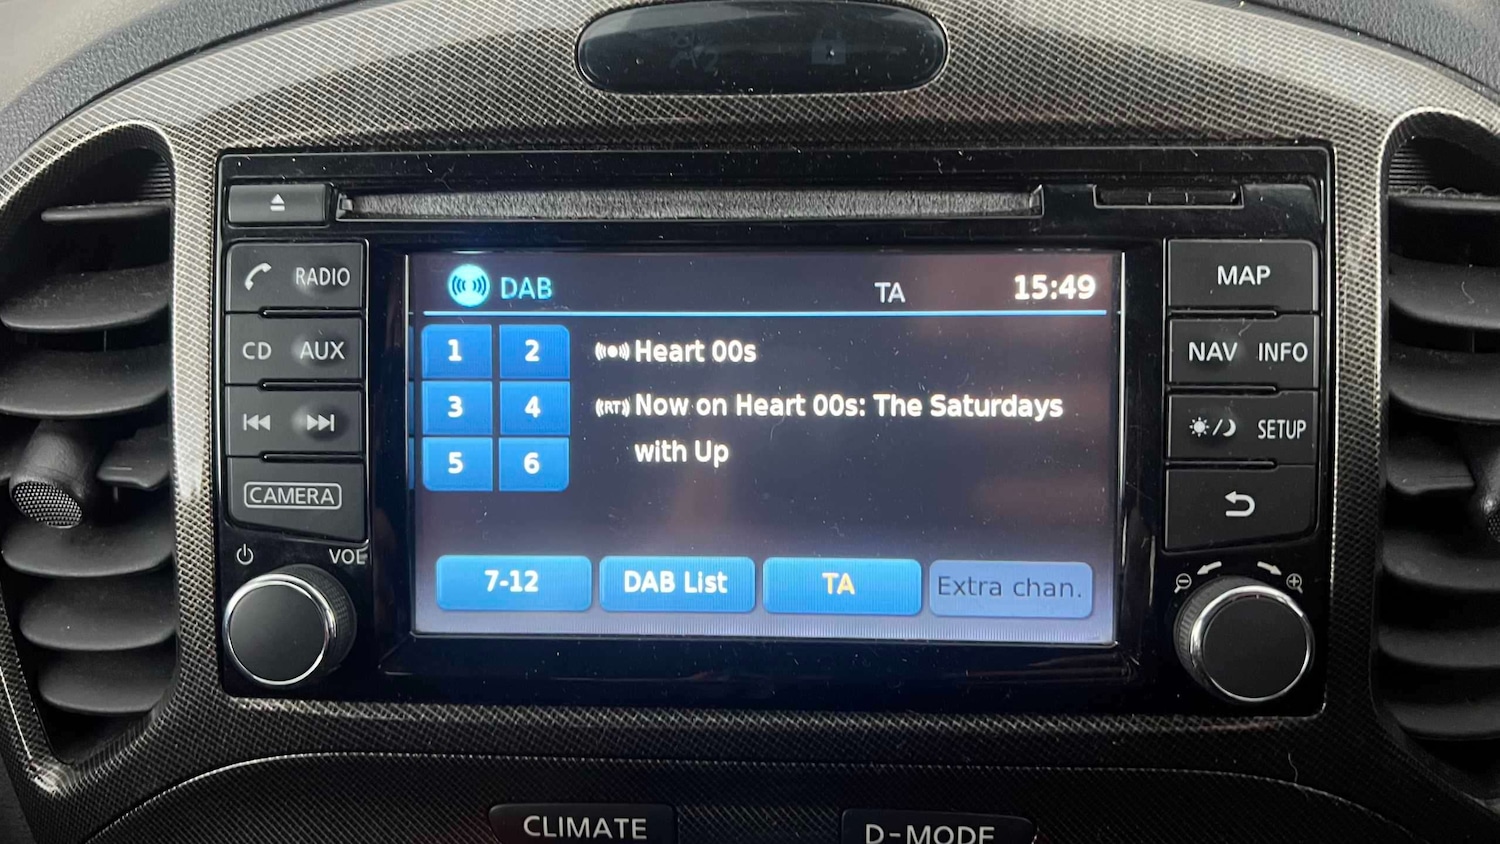 RADIO
CD AUX
CAMERA
VOL
DAB TA 15:49
1 2
3 4
5 6
Heart 00s
(RT) Now on Heart 00s: The Saturdays
with Up
7-12 DAB List TA Extra chan.
MAP
NAV INFO
SETUP
CLIMATE D-MODE